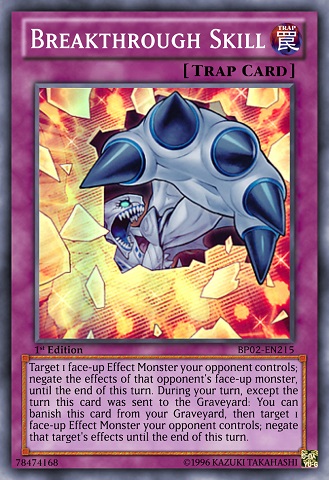 BREAKTHROUGH SKILL
TRAP
罠
[TRAP CARD]
1st Edition
BP02-EN215
Target 1 face-up Effect Monster your opponent controls;
negate the effects of that opponent's face-up monster,
until the end of this turn. During your turn, except the
turn this card was sent to the Graveyard: You can
banish this card from your Graveyard, then target 1
face-up Effect Monster your opponent controls; negate
that target's effects until the end of this turn.
78474168
©1996 KAZUKI TAKAHASHI